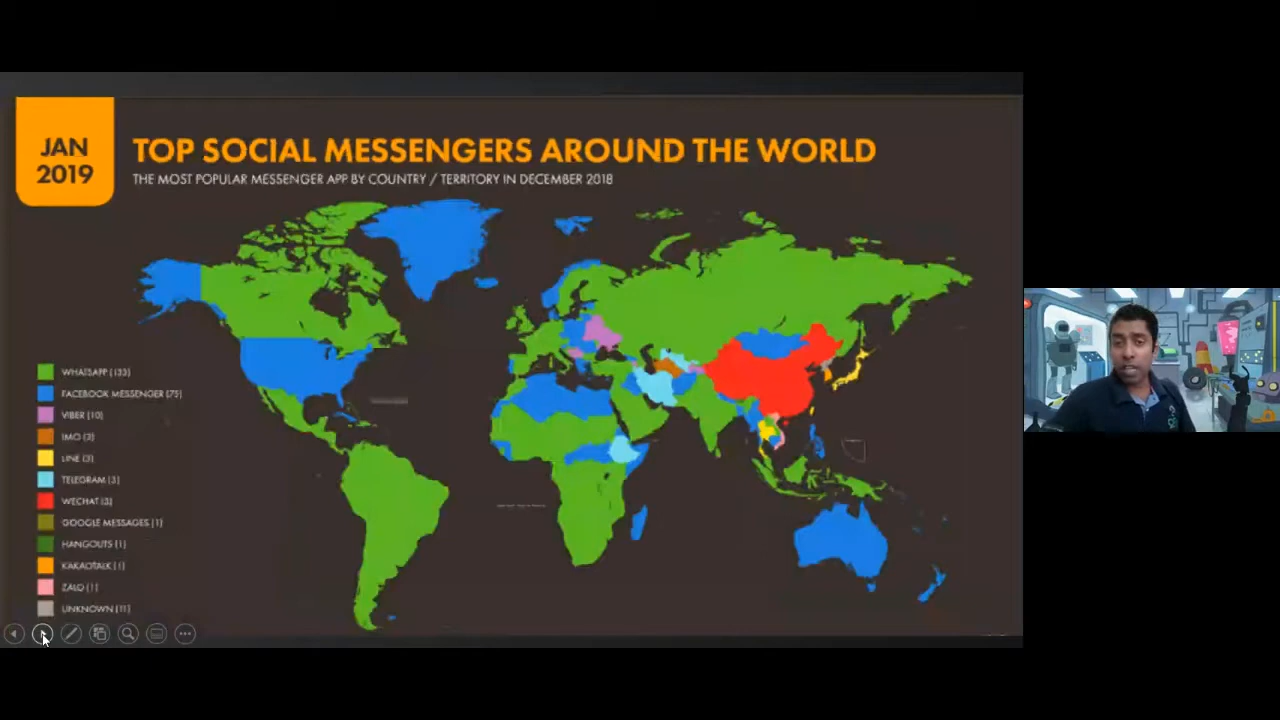 JAN
2019
TOP SOCIAL MESSENGERS AROUND THE WORLD
THE MOST POPULAR MESSENGER APP BY COUNTRY / TERRITORY IN DECEMBER 2018
WHATSAPP (133)
FACEBOOK MESSENGER (75)
VIBER (10)
IMO (3)
LINE (3)
TELEGRAM (3)
WECHAT (3)
GOOGLE MESSAGES (1)
HANGOUTS (1)
KAKAOTALK (1)
ZALO (1)
UNKNOWN (11)